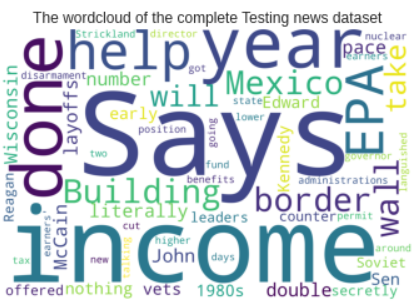 The wordcloud of the complete Testing news dataset
Strickland
director
nuclear
help
year
pace
earners
disarmament
got
Wisconsin
done
number
Mexico
take
layoffs
will
state
Edward
EPA
early
Says
lower
position
going
Kennedy
two
fund
governor
languished
Reagan
Building
benefits
administrations
wall
literally
border
McCain
leaders
counter
permit
earners'
cut
income
tax
new
talking
higher
John
days
around
Soviet
Sen
offered
nothing
vets
1980s
double
secretly